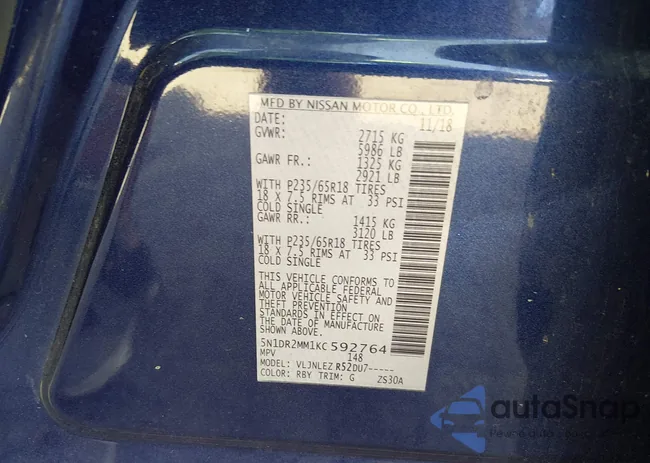 MFD BY NISSAN MOTOR CO., LTD.
DATE: 11/18
GVWR: 2715 KG
5986 LB
GAWR FR.: 1325 KG
2921 LB
WITH P235/65R18 TIRES
18 X 7.5 RIMS AT 33 PSI
COLD SINGLE
GAWR RR.: 1415 KG
3120 LB
WITH P235/65R18 TIRES
18 X 7.5 RIMS AT 33 PSI
COLD SINGLE
THIS VEHICLE CONFORMS TO
ALL APPLICABLE FEDERAL
MOTOR VEHICLE SAFETY AND
THEFT PREVENTION
STANDARDS IN EFFECT ON
THE DATE OF MANUFACTURE
SHOWN ABOVE.
5N1DR2MM1KC592764
MPV 148
MODEL: VLJNLEZ R52DU7-----
COLOR: RBY TRIM: G ZS30A
autoSnap
Pewne auto